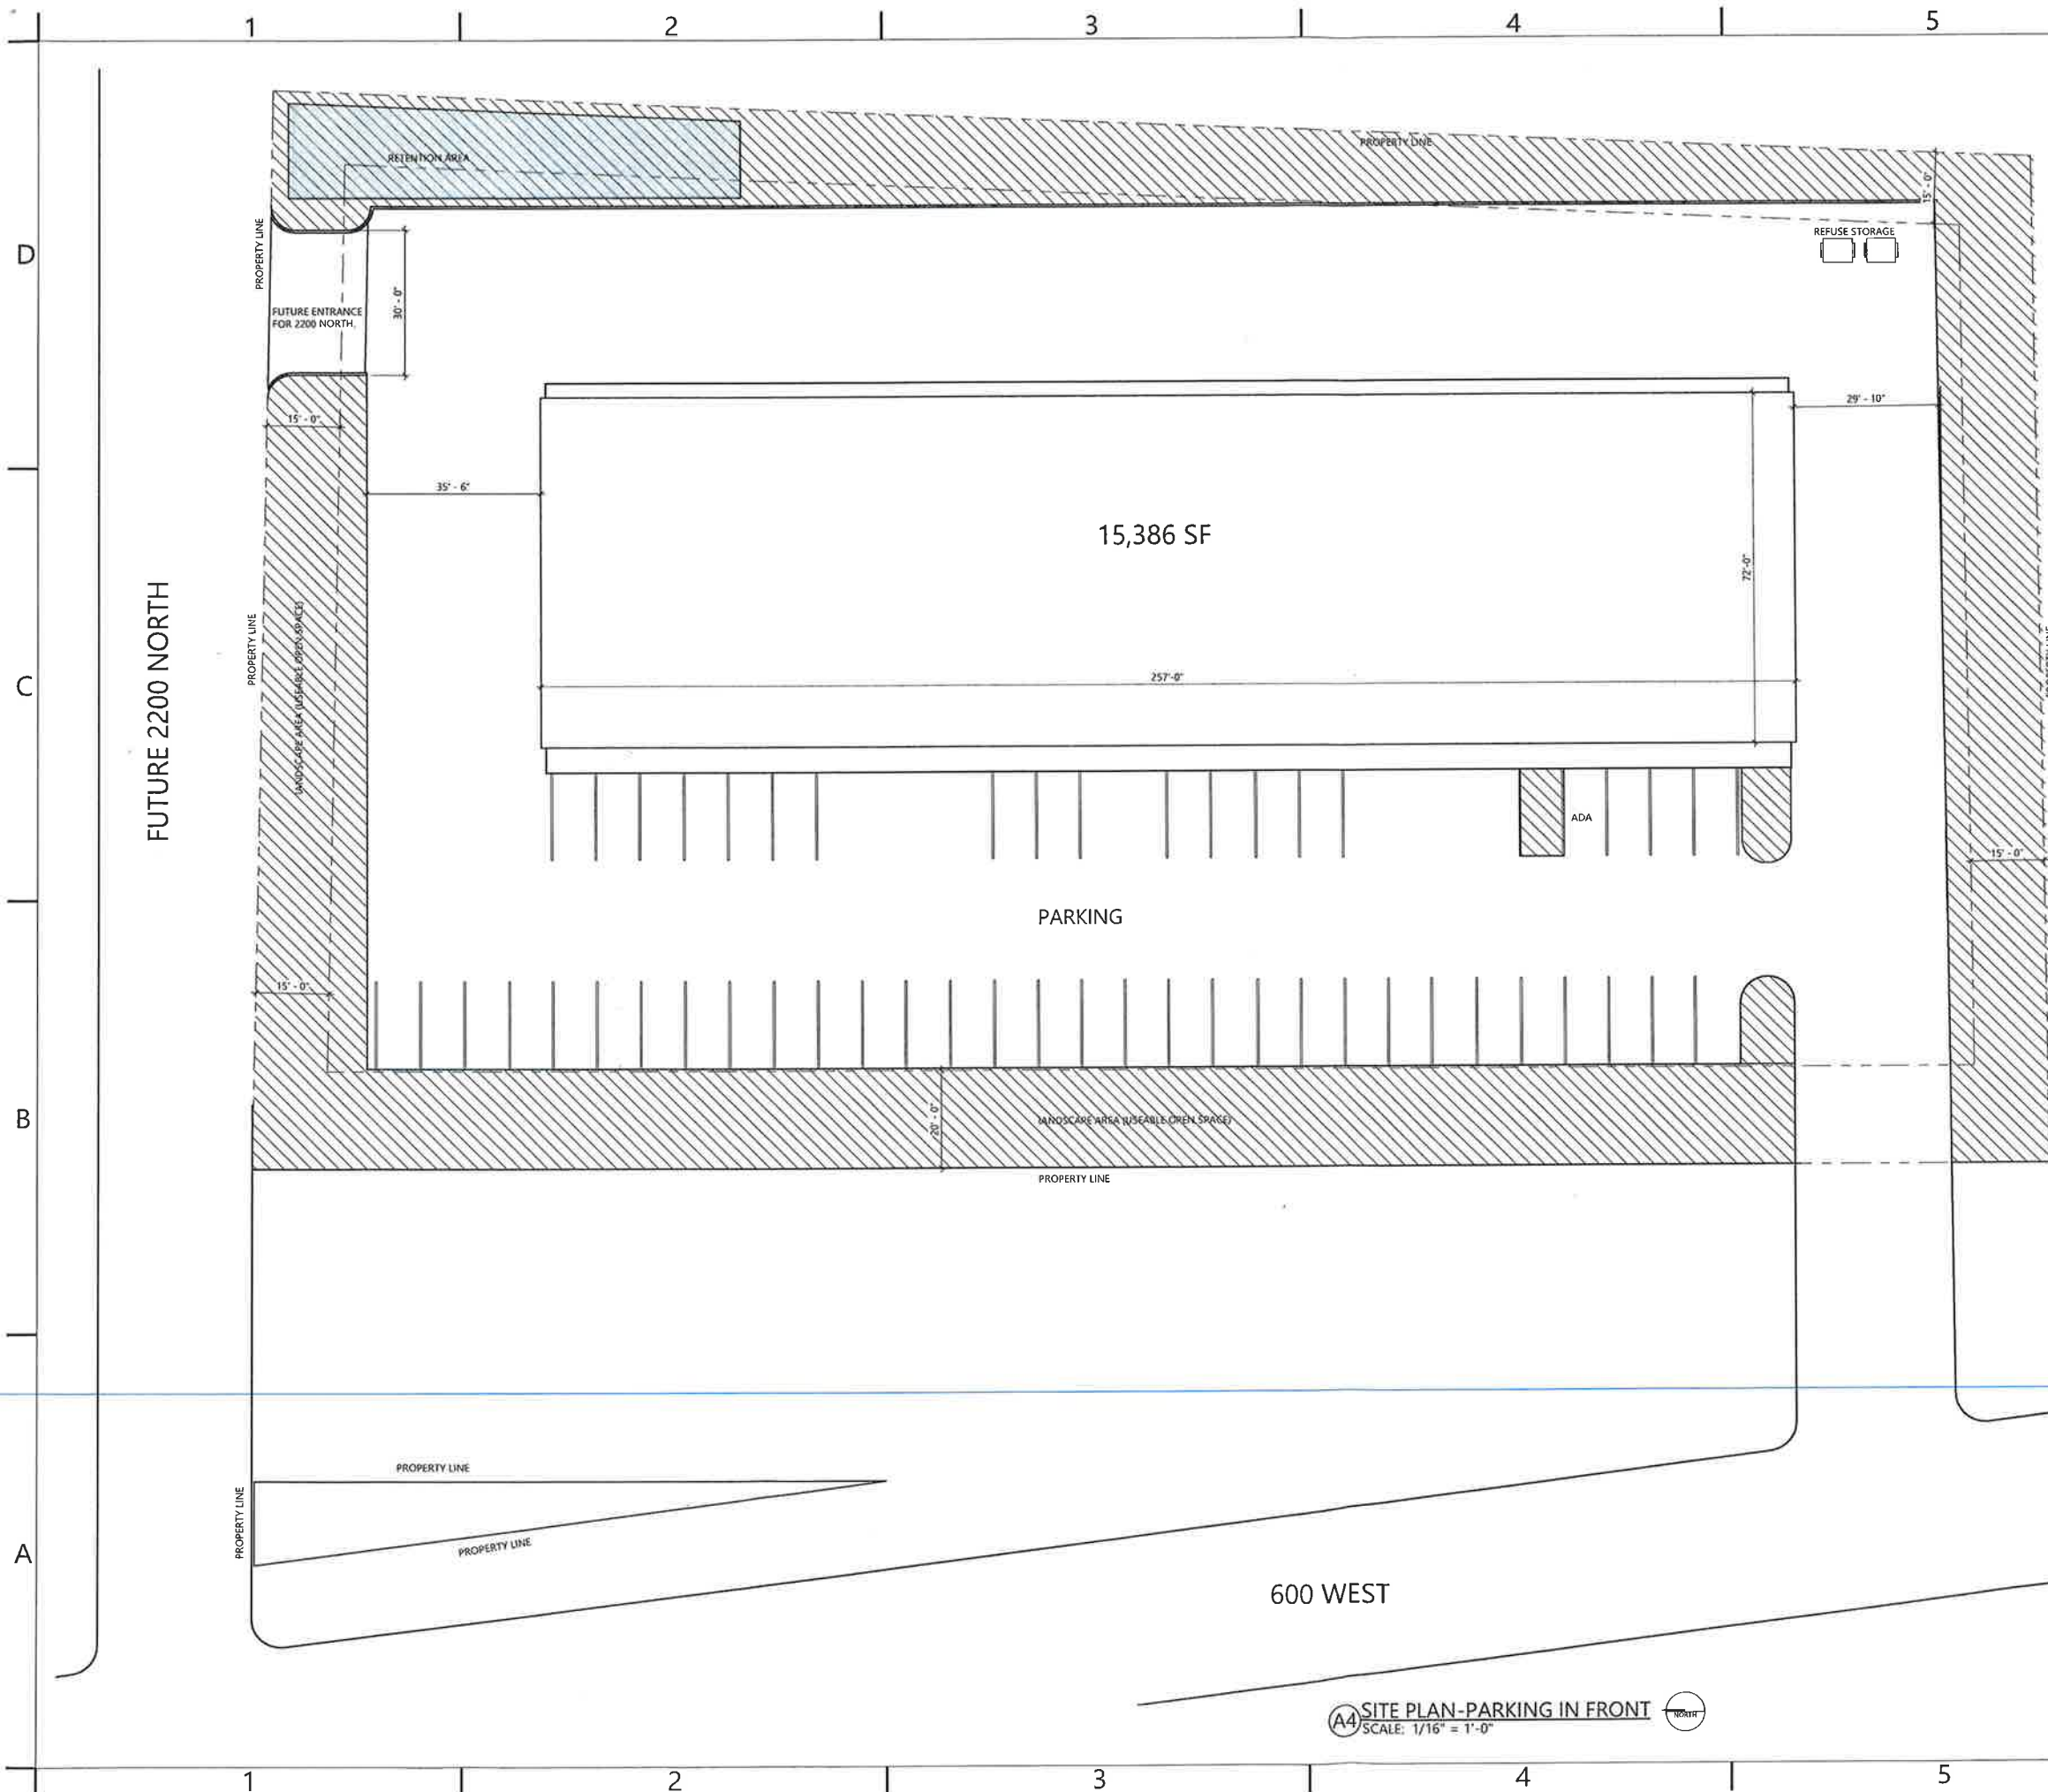 1 2 3 4 5
RETENTION AREA
PROPERTY LINE
15' - 0"
D
PROPERTY LINE
REFUSE STORAGE
30' - 0"
FUTURE ENTRANCE
FOR 2200 NORTH
15' - 0"
29' - 10"
35' - 6"
15,386 SF
72'-0"
FUTURE 2200 NORTH
PROPERTY LINE
LANDSCAPE AREA (USEABLE OPEN SPACE)
C
257'-0"
ADA
15' - 0"
PARKING
15' - 0"
B
20' - 0"
LANDSCAPE AREA (USEABLE OPEN SPACE)
PROPERTY LINE
PROPERTY LINE
PROPERTY LINE
PROPERTY LINE
A
600 WEST
A4 SITE PLAN-PARKING IN FRONT
NORTH
SCALE: 1/16" = 1'-0"
1 2 3 4 5